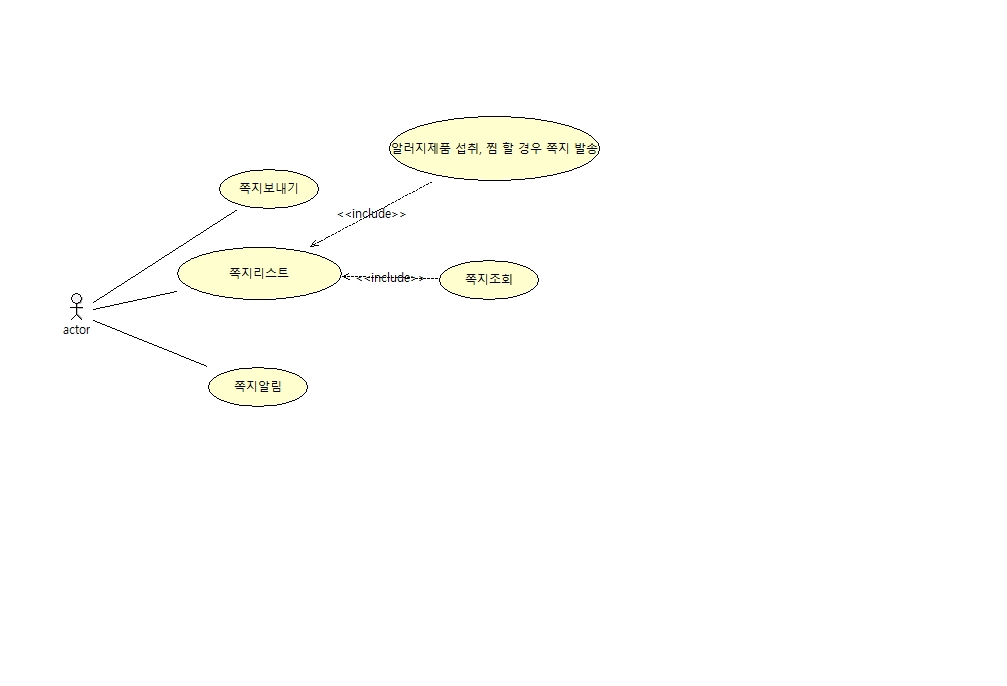 알러지제품 섭취, 찜 할 경우 쪽지 발송
쪽지보내기
<<include>>
쪽지리스트
<<include>>
쪽지조회
actor
쪽지알림